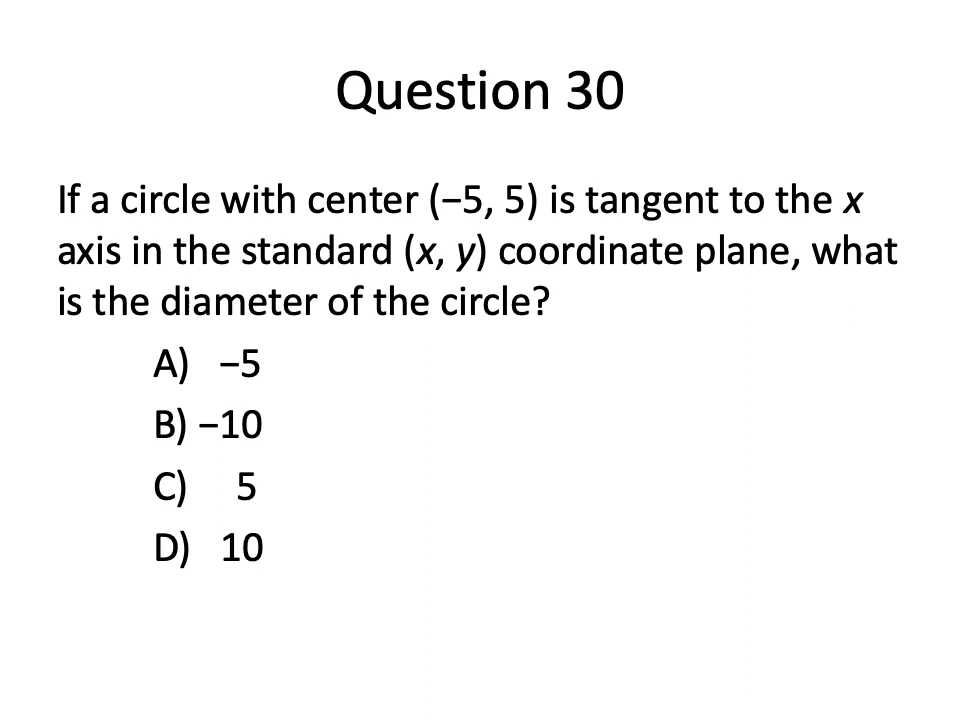 Question 30
If a circle with center (−5, 5) is tangent to the x
axis in the standard (x, y) coordinate plane, what
is the diameter of the circle?
A) −5
B) −10
C) 5
D) 10